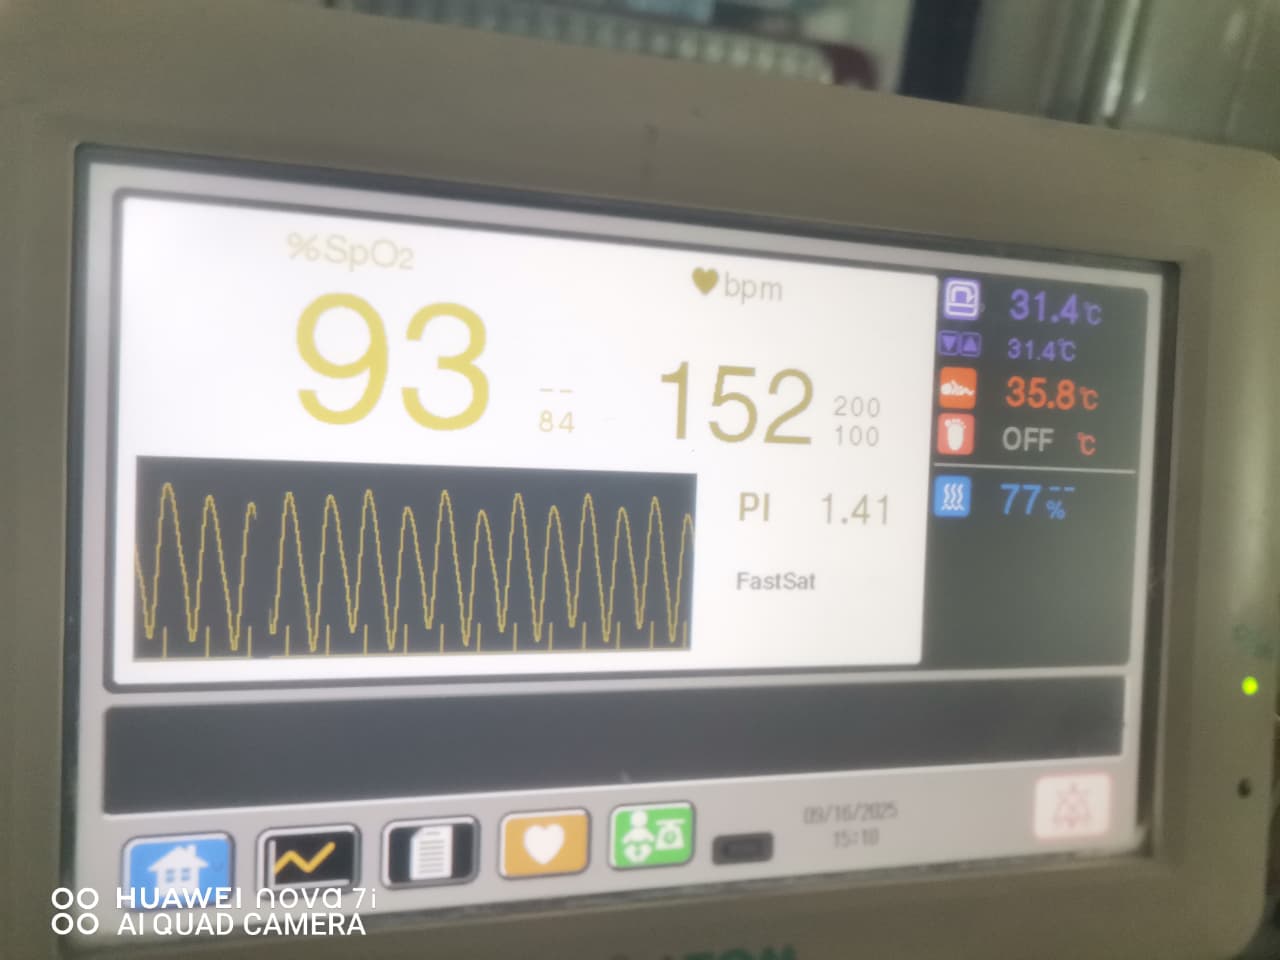 %SpO2
93
--
84
bpm
152
200
100
PI 1.41
FastSat
31.4℃
31.4℃
35.8℃
OFF ℃
77 --
%
09/16/2025
15:10
HUAWEI nova 7i
AI QUAD CAMERA